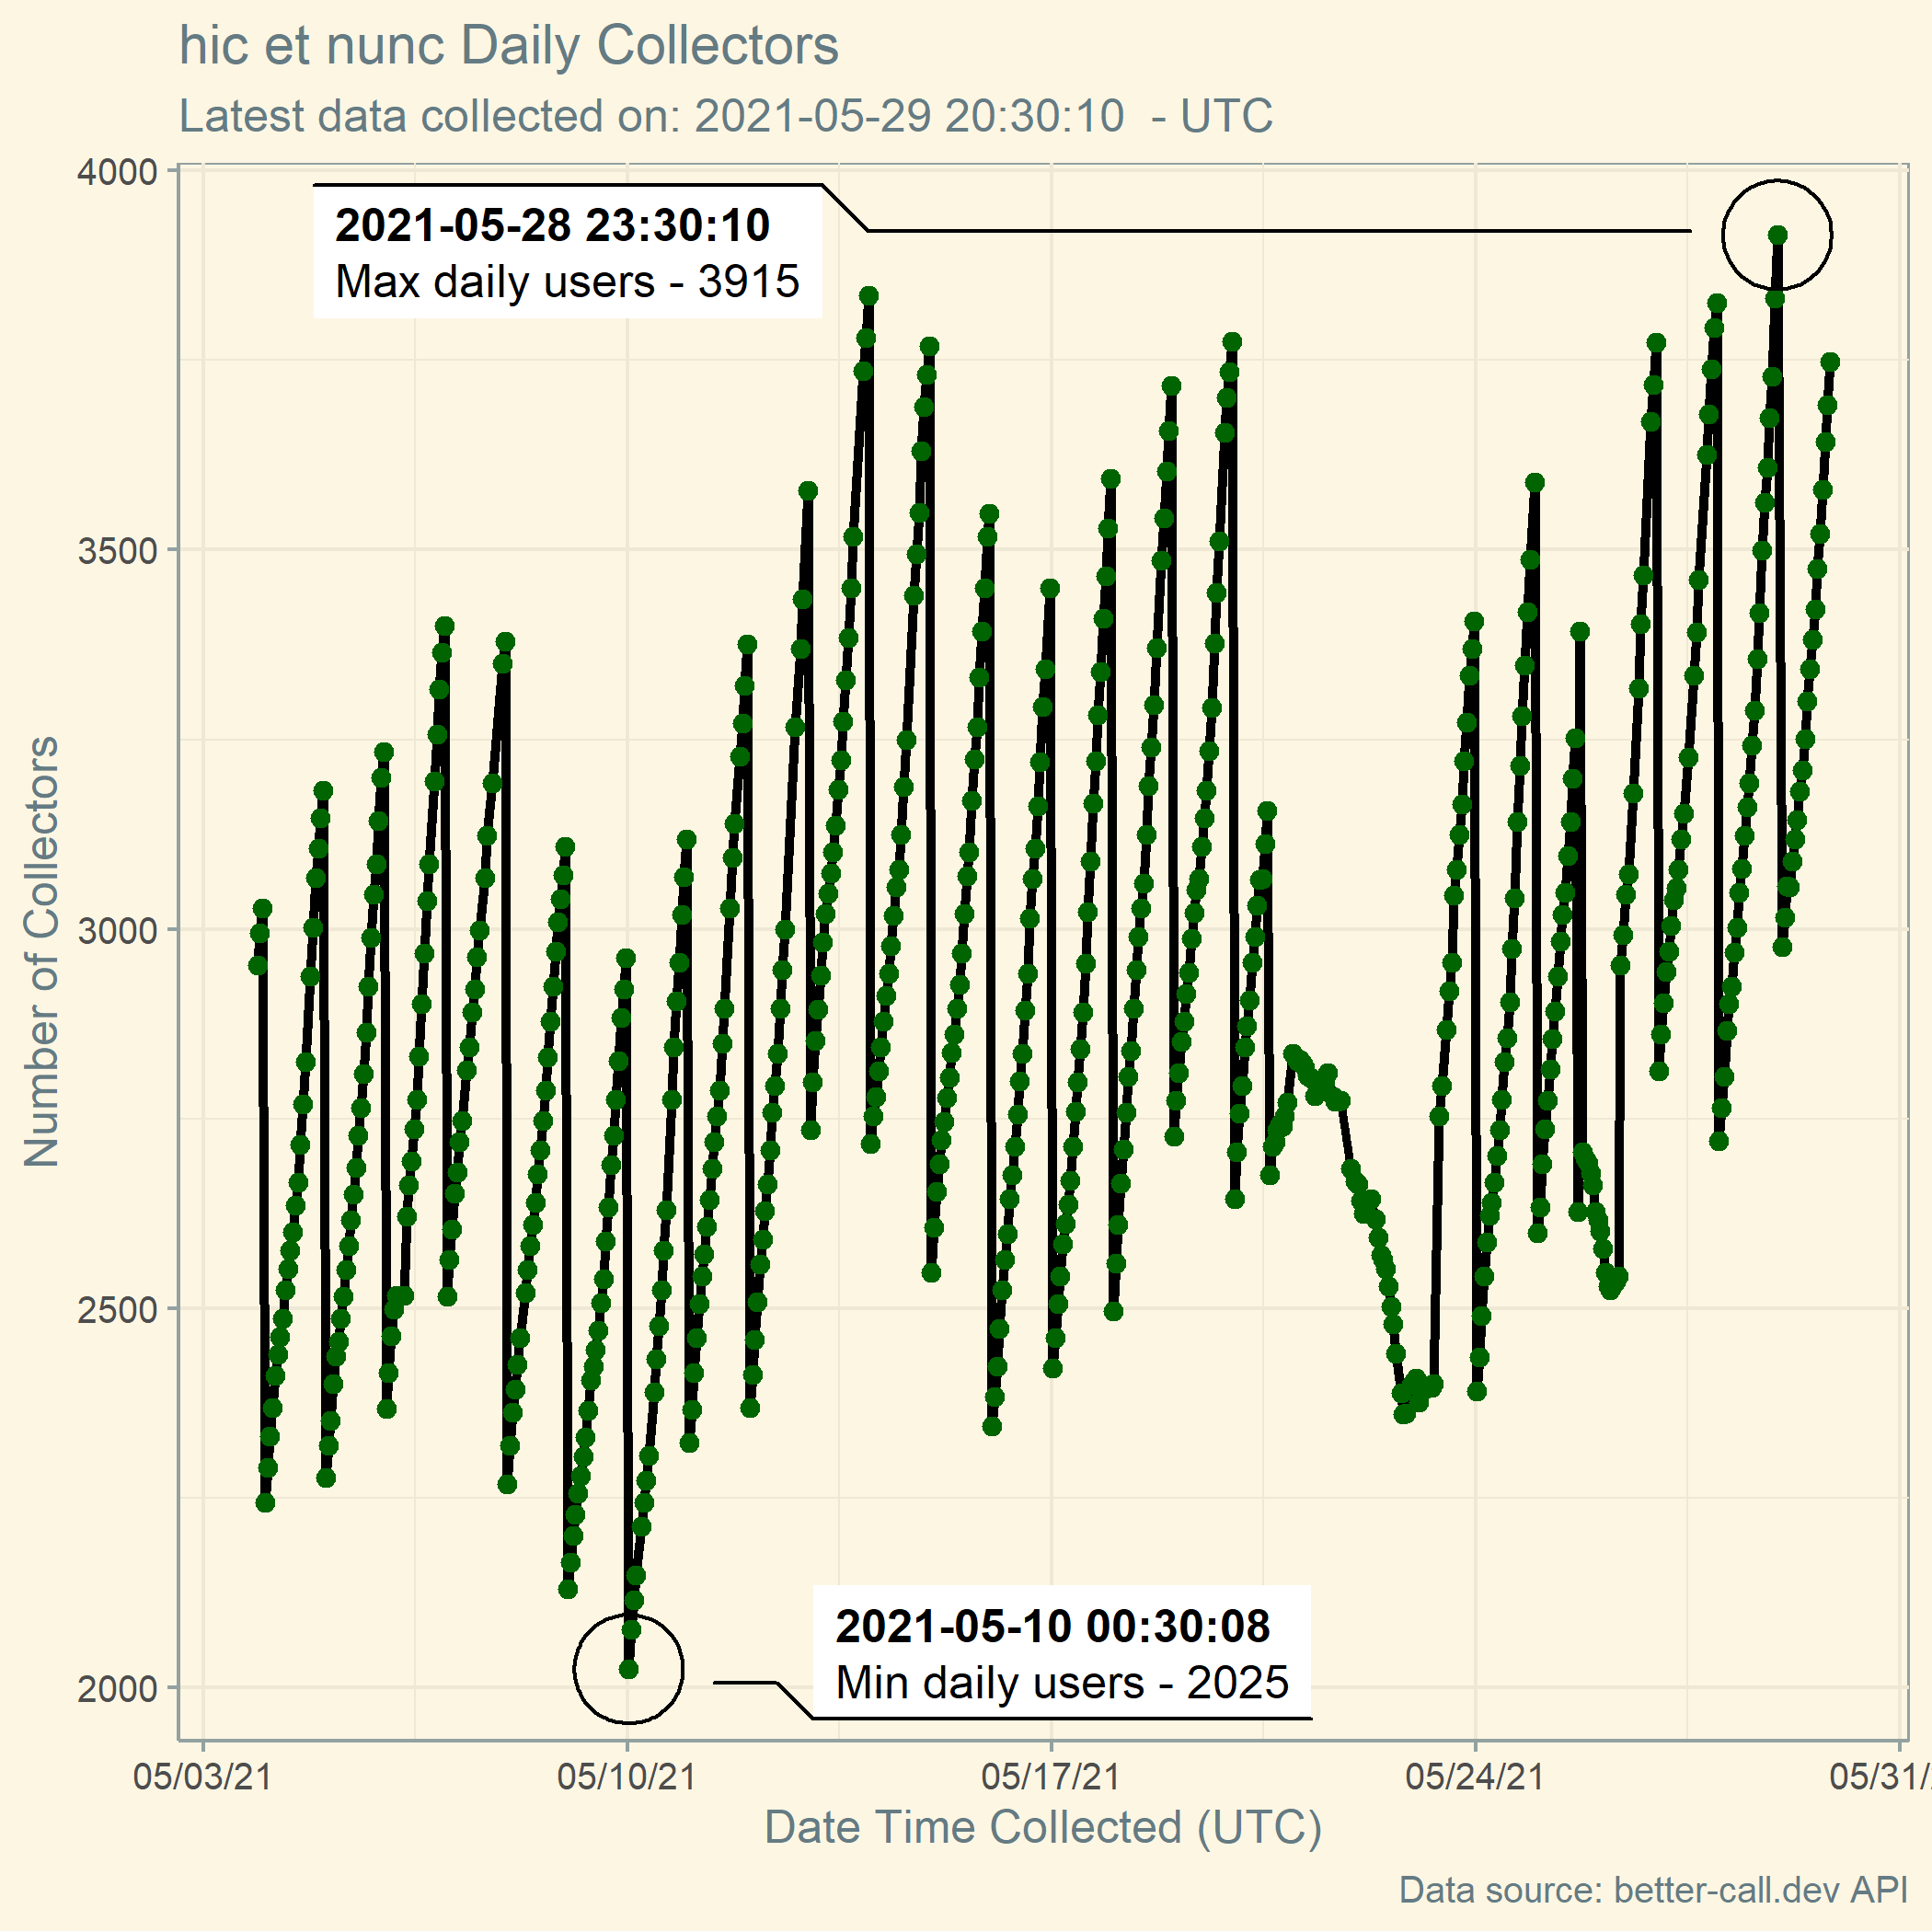 hic et nunc Daily Collectors
Latest data collected on: 2021-05-29 20:30:10  - UTC
4000
2021-05-28 23:30:10
Max daily users - 3915
3500
Number of Collectors
3000
2500
2021-05-10 00:30:08
Min daily users - 2025
2000
05/03/21 05/10/21 05/17/21 05/24/21 05/31/
Date Time Collected (UTC)
Data source: better-call.dev API